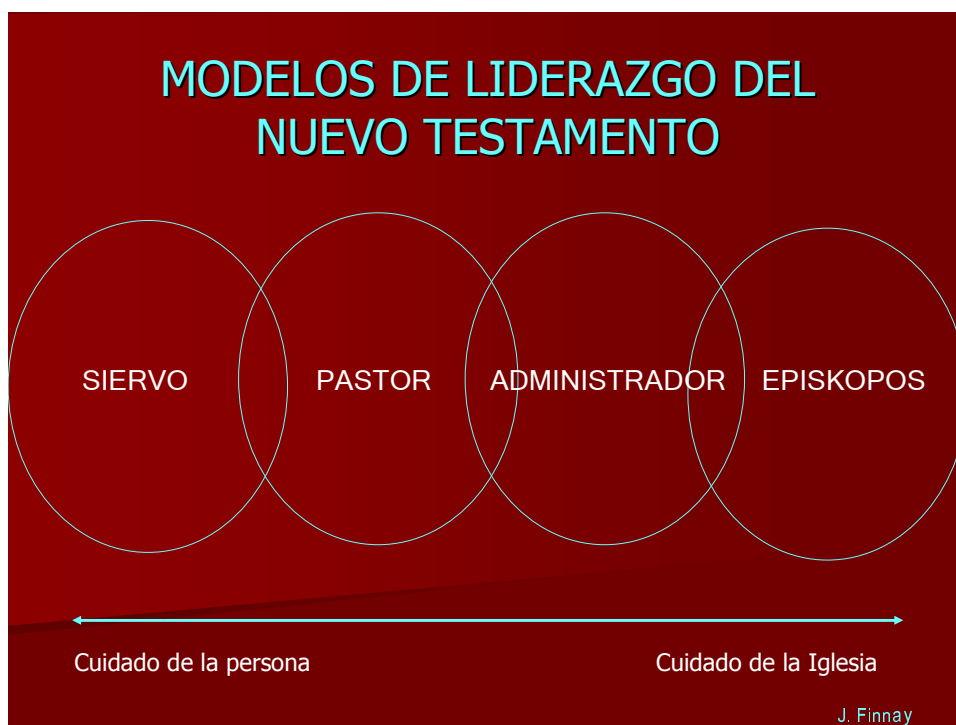 MODELOS DE LIDERAZGO DEL
NUEVO TESTAMENTO
SIERVO PASTOR ADMINISTRADOR EPISKOPOS
Cuidado de la persona Cuidado de la Iglesia
J. Finnay